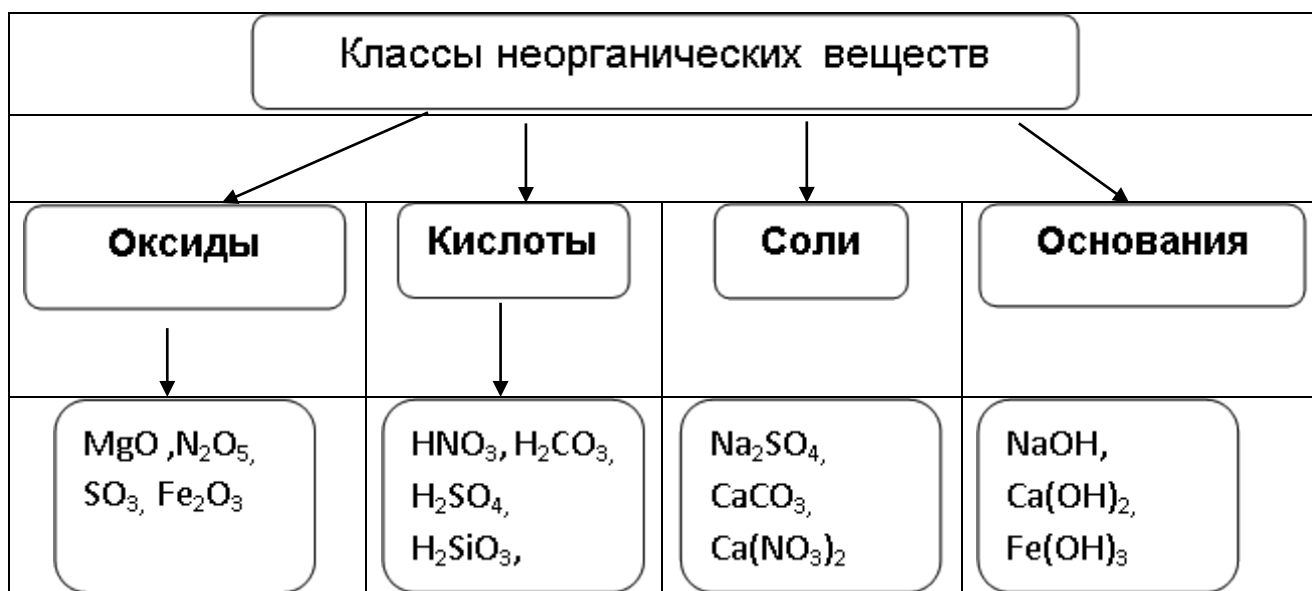 Классы неорганических веществ
Оксиды
Кислоты
Соли
Основания
MgO ,N₂O₅,
SO₃, Fe₂O₃
HNO₃, H₂CO₃,
H₂SO₄,
H₂SiO₃,
Na₂SO₄,
CaCO₃,
Ca(NO₃)₂
NaOH,
Ca(OH)₂,
Fe(OH)₃